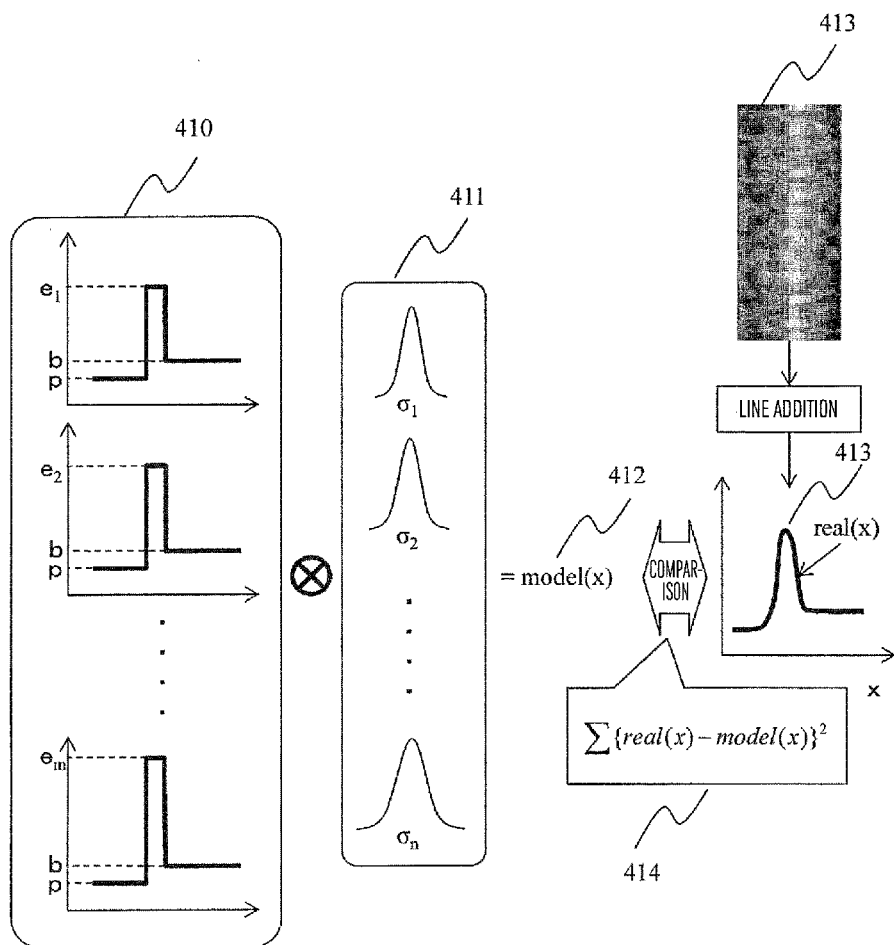 413
410
411
e₁
b
p
σ₁
LINE ADDITION
e₂
b
p
σ₂
⊗
412
= model(x)
COMPAR-
ISON
413
real(x)
x
∑{real(x)−model(x)}²
eₘ
b
p
σₙ
414